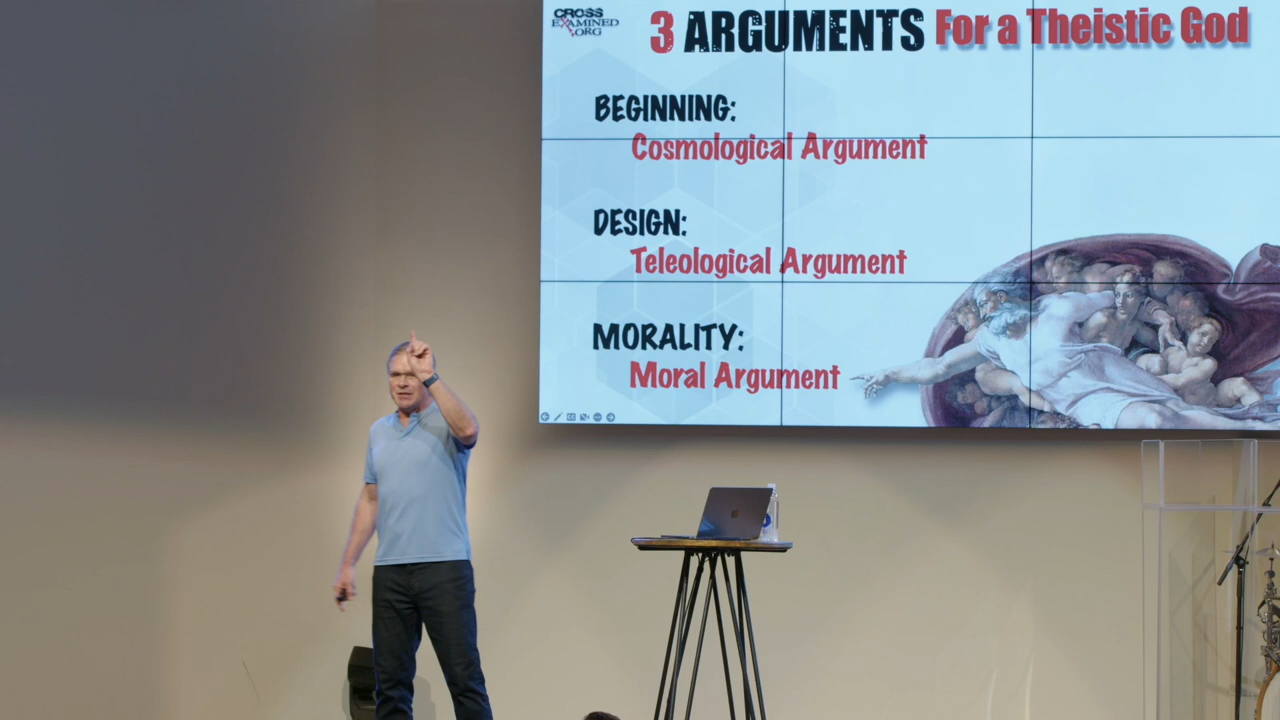 CROSS
EXAMINED
.ORG
3 ARGUMENTS For a Theistic God
BEGINNING:
Cosmological Argument
DESIGN:
Teleological Argument
MORALITY:
Moral Argument